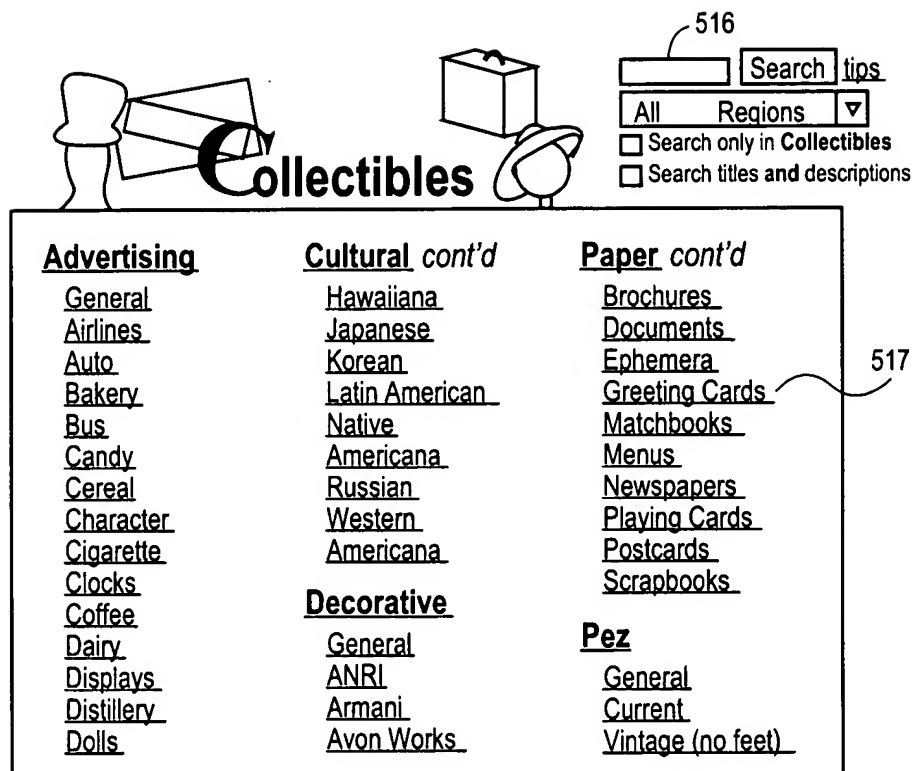 516
Search tips
All Regions
Search only in Collectibles
Search titles and descriptions
Collectibles
Advertising
General
Airlines
Auto
Bakery
Bus
Candy
Cereal
Character
Cigarette
Clocks
Coffee
Dairy
Displays
Distillery
Dolls
Cultural cont'd
Hawaiiana
Japanese
Korean
Latin American
Native
Americana
Russian
Western
Americana
Decorative
General
ANRI
Armani
Avon Works
Paper cont'd
Brochures
Documents
Ephemera
Greeting Cards
Matchbooks
Menus
Newspapers
Playing Cards
Postcards
Scrapbooks
Pez
General
Current
Vintage (no feet)
517